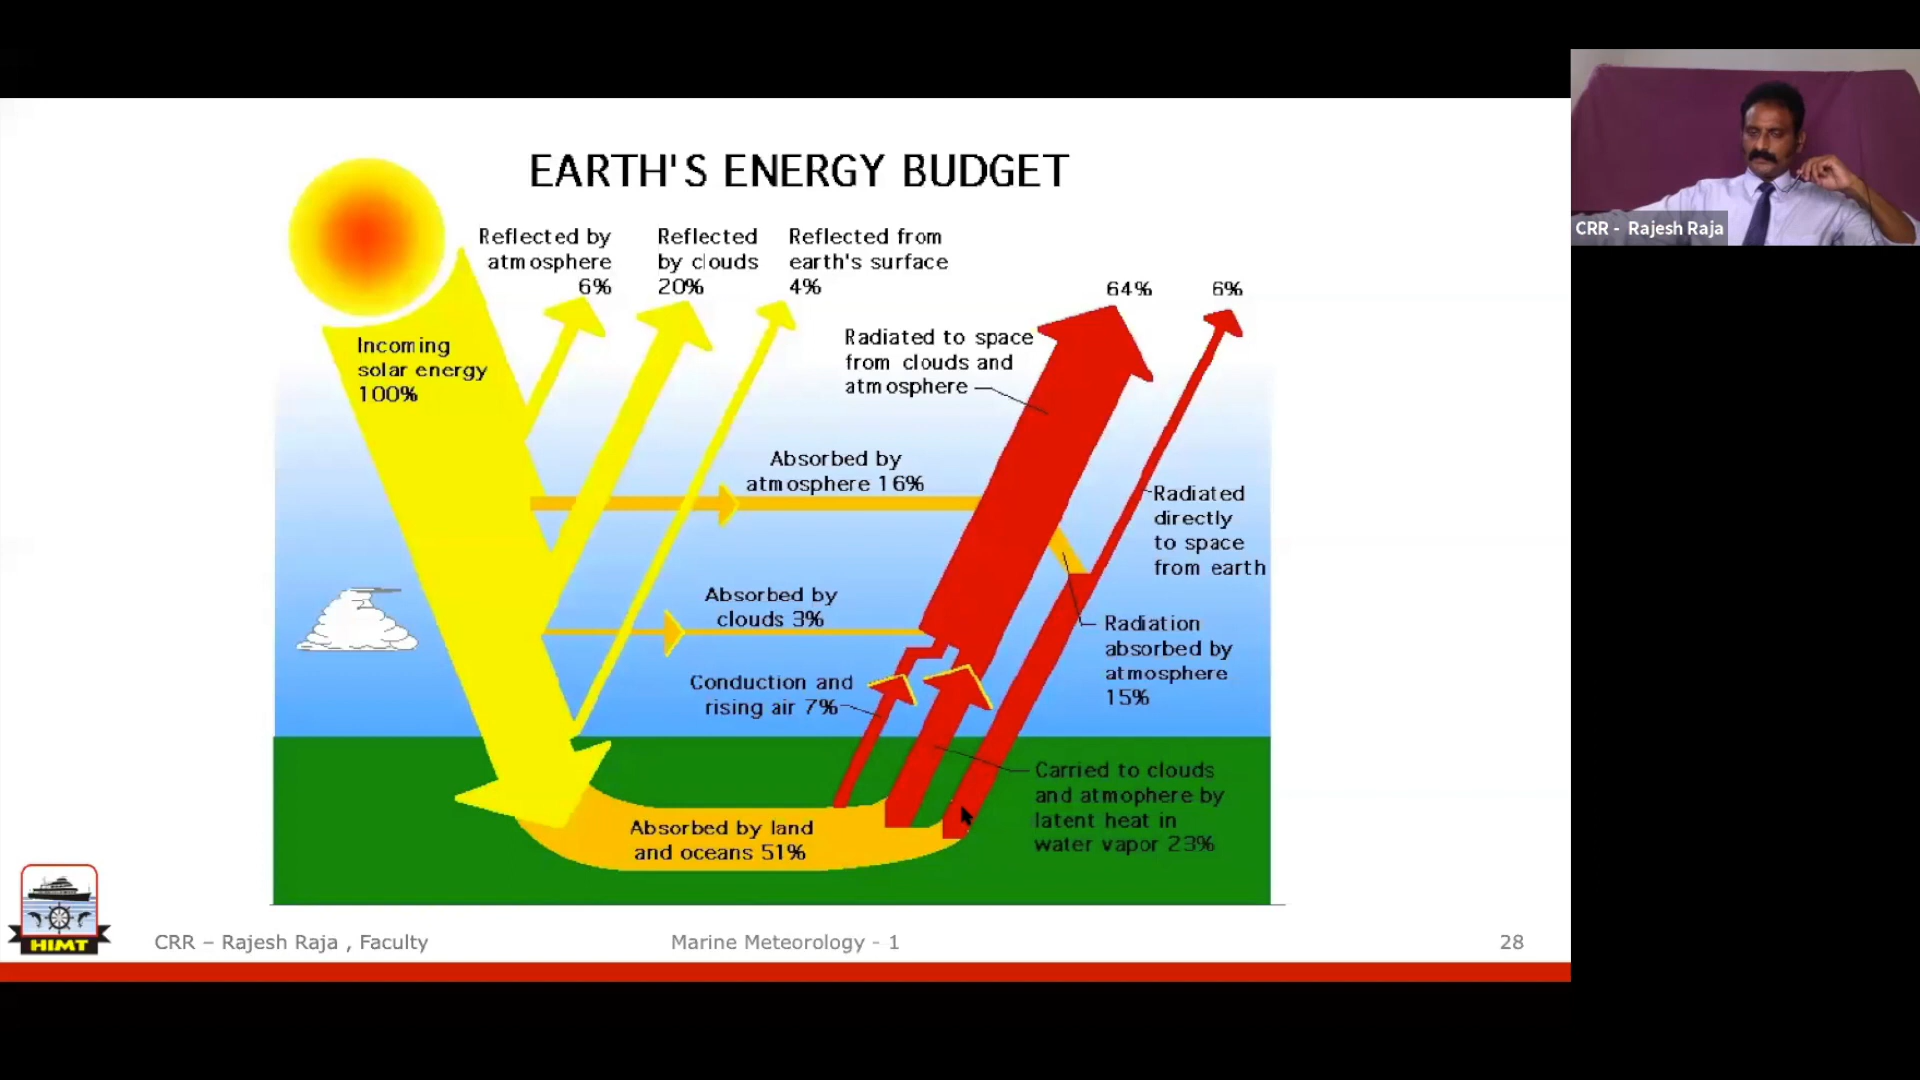 EARTH'S ENERGY BUDGET
Reflected by
atmosphere
6%
Reflected
by clouds
20%
Reflected from
earth's surface
4%
64%
6%
Incoming
solar energy
100%
Radiated to space
from clouds and
atmosphere
Absorbed by
atmosphere 16%
Radiated
directly
to space
from earth
Absorbed by
clouds 3%
Radiation
absorbed by
atmosphere
15%
Conduction and
rising air 7%
Carried to clouds
and atmophere by
latent heat in
water vapor 23%
Absorbed by land
and oceans 51%
HIMT
CRR – Rajesh Raja , Faculty
Marine Meteorology - 1
28
CRR - Rajesh Raja